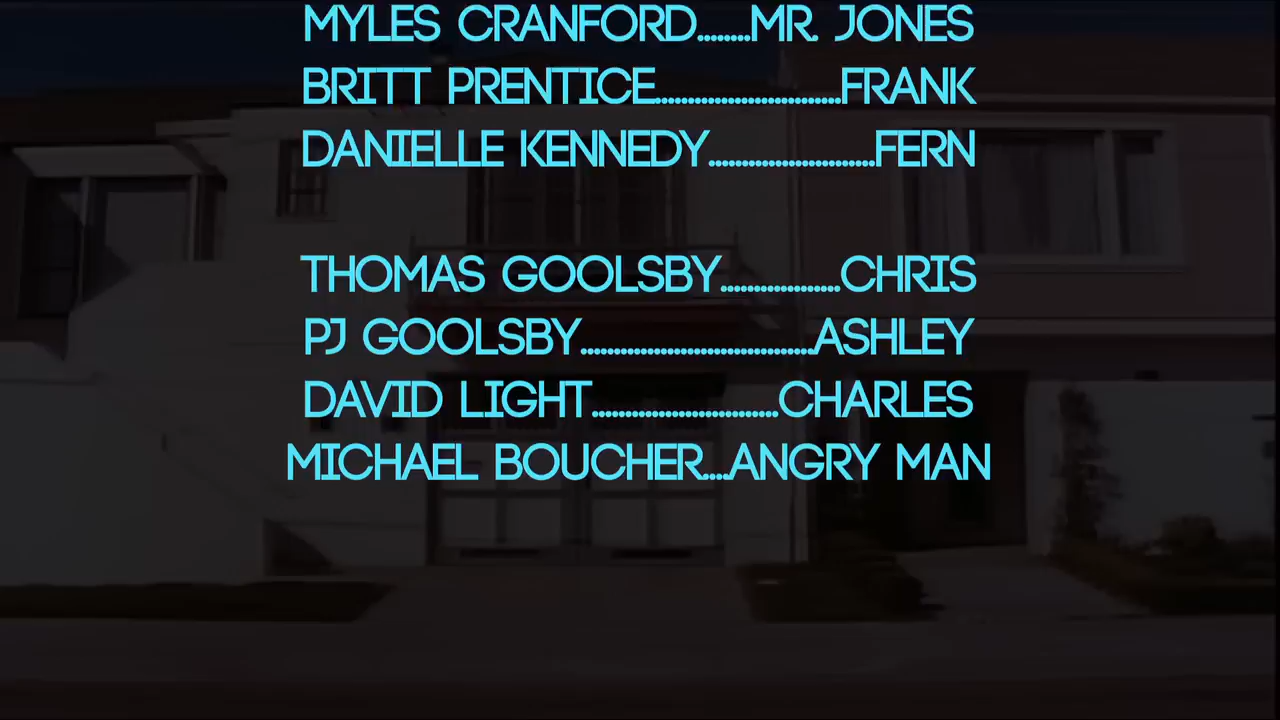 MYLES CRANFORD.........MR. JONES
BRITT PRENTICE............................FRANK
DANIELLE KENNEDY.........................FERN
THOMAS GOOLSBY..................CHRIS
PJ GOOLSBY...................................ASHLEY
DAVID LIGHT............................CHARLES
MICHAEL BOUCHER....ANGRY MAN